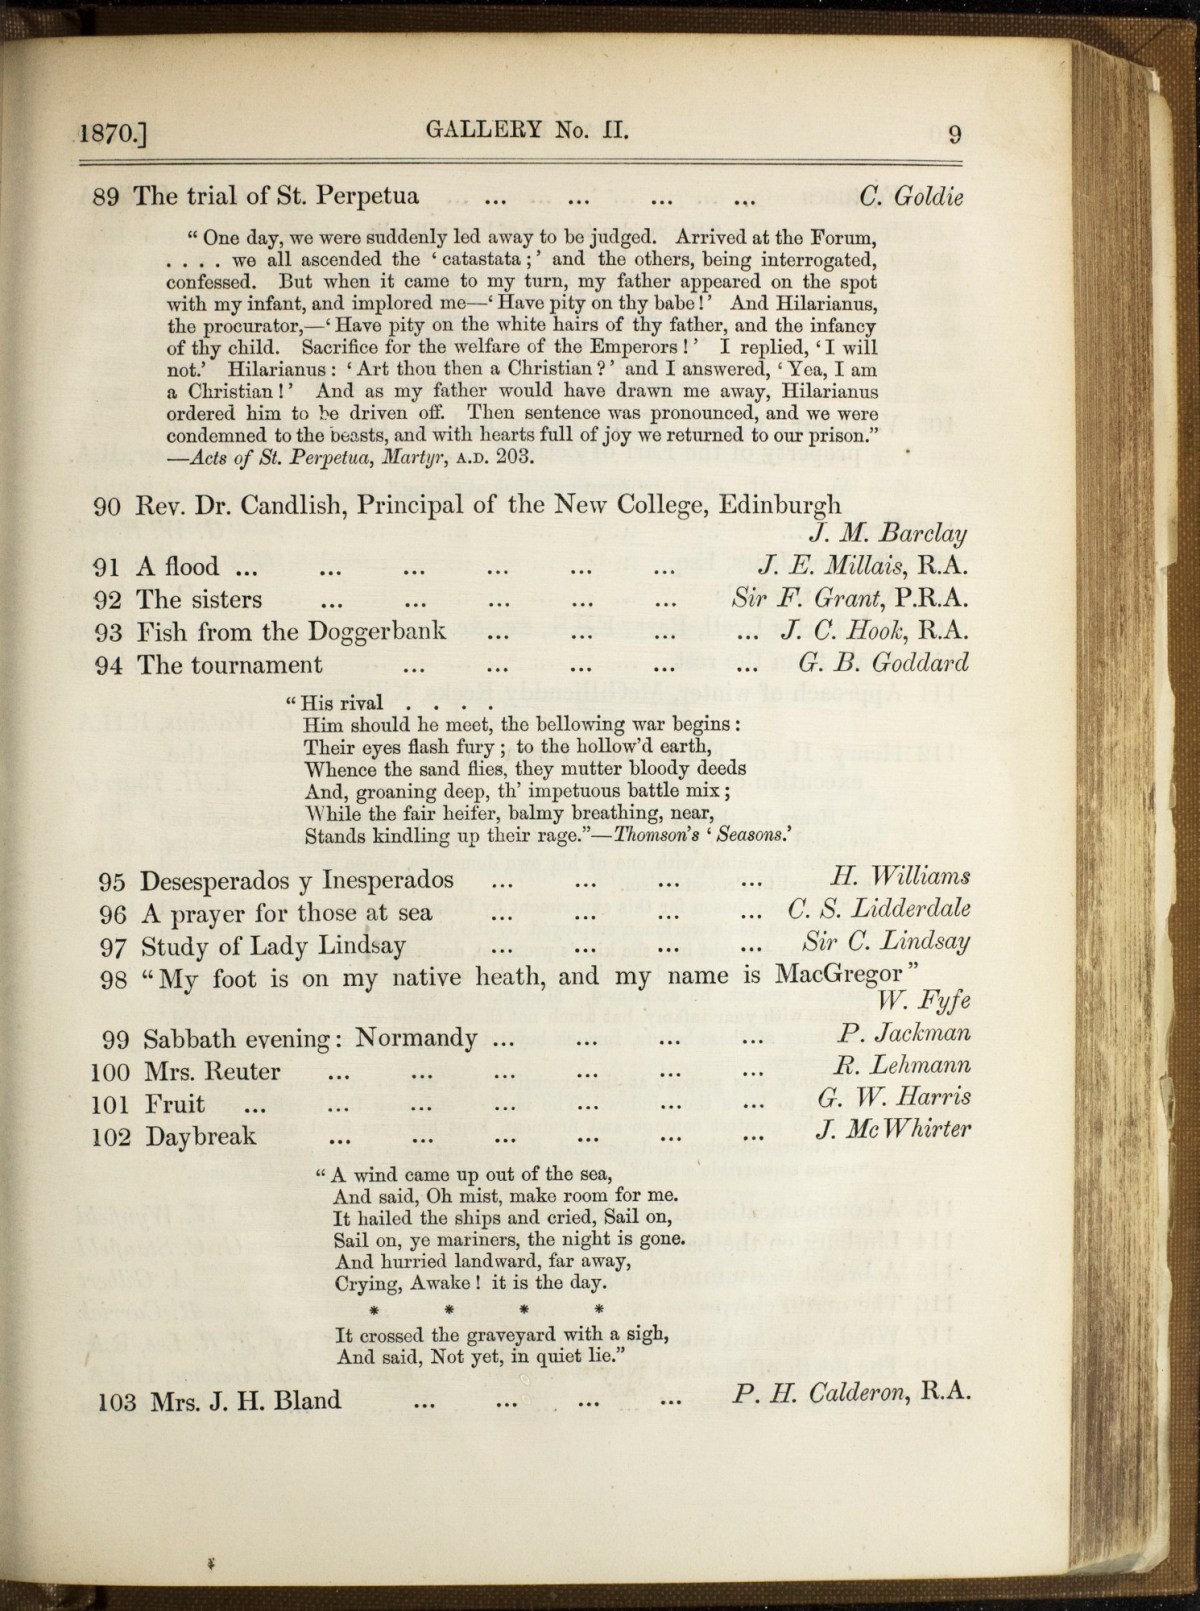 1870.] GALLERY No. II. 9
89 The trial of St. Perpetua ... ... ... ... C. Goldie
“ One day, we were suddenly led away to be judged. Arrived at the Forum,
. . . . we all ascended the ‘ catastata ; ’ and the others, being interrogated,
confessed. But when it came to my turn, my father appeared on the spot
with my infant, and implored me—‘ Have pity on thy babe ! ’ And Hilarianus,
the procurator,—‘ Have pity on the white hairs of thy father, and the infancy
of thy child. Sacrifice for the welfare of the Emperors ! ’ I replied, ‘ I will
not.’ Hilarianus : ‘ Art thou then a Christian ? ’ and I answered, ‘ Yea, I am
a Christian ! ’ And as my father would have drawn me away, Hilarianus
ordered him to be driven off. Then sentence was pronounced, and we were
condemned to the beasts, and with hearts full of joy we returned to our prison.”
—Acts of St. Perpetua, Martyr, A.D. 203.
90 Rev. Dr. Candlish, Principal of the New College, Edinburgh
J. M. Barclay
91 A flood ... ... ... ... ... ... J. E. Millais, R.A.
92 The sisters ... ... ... ... ... Sir F. Grant, P.R.A.
93 Fish from the Doggerbank ... ... ... ... J. C. Hook, R.A.
94 The tournament ... ... ... ... ... G. B. Goddard
“ His rival . . . .
Him should he meet, the bellowing war begins :
Their eyes flash fury ; to the hollow’d earth,
Whence the sand flies, they mutter bloody deeds
And, groaning deep, th’ impetuous battle mix ;
While the fair heifer, balmy breathing, near,
Stands kindling up their rage.”—Thomson’s ‘ Seasons.’
95 Desesperados y Inesperados ... ... ... ... H. Williams
96 A prayer for those at sea ... ... ... ... C. S. Lidderdale
97 Study of Lady Lindsay ... ... ... ... Sir C. Lindsay
98 “ My foot is on my native heath, and my name is MacGregor ”
W. Fyfe
99 Sabbath evening : Normandy ... ... ... ... P. Jackman
100 Mrs. Reuter ... ... ... ... ... ... R. Lehmann
101 Fruit ... ... ... ... ... ... ... G. W. Harris
102 Daybreak ... ... ... ... ... ... J. McWhirter
“ A wind came up out of the sea,
And said, Oh mist, make room for me.
It hailed the ships and cried, Sail on,
Sail on, ye mariners, the night is gone.
And hurried landward, far away,
Crying, Awake ! it is the day.
* * * *
It crossed the graveyard with a sigh,
And said, Not yet, in quiet lie.”
103 Mrs. J. H. Bland ... ... ... ... P. H. Calderon, R.A.